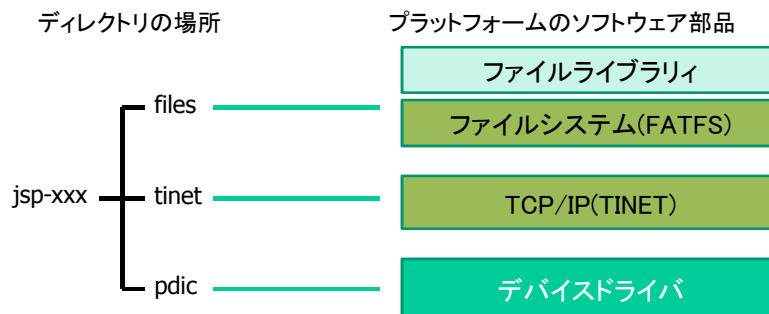 ディレクトリの場所
プラットフォームのソフトウェア部品
ファイルライブラリィ
files
ファイルシステム(FATFS)
jsp-xxx
tinet
TCP/IP(TINET)
pdic
デバイスドライバ